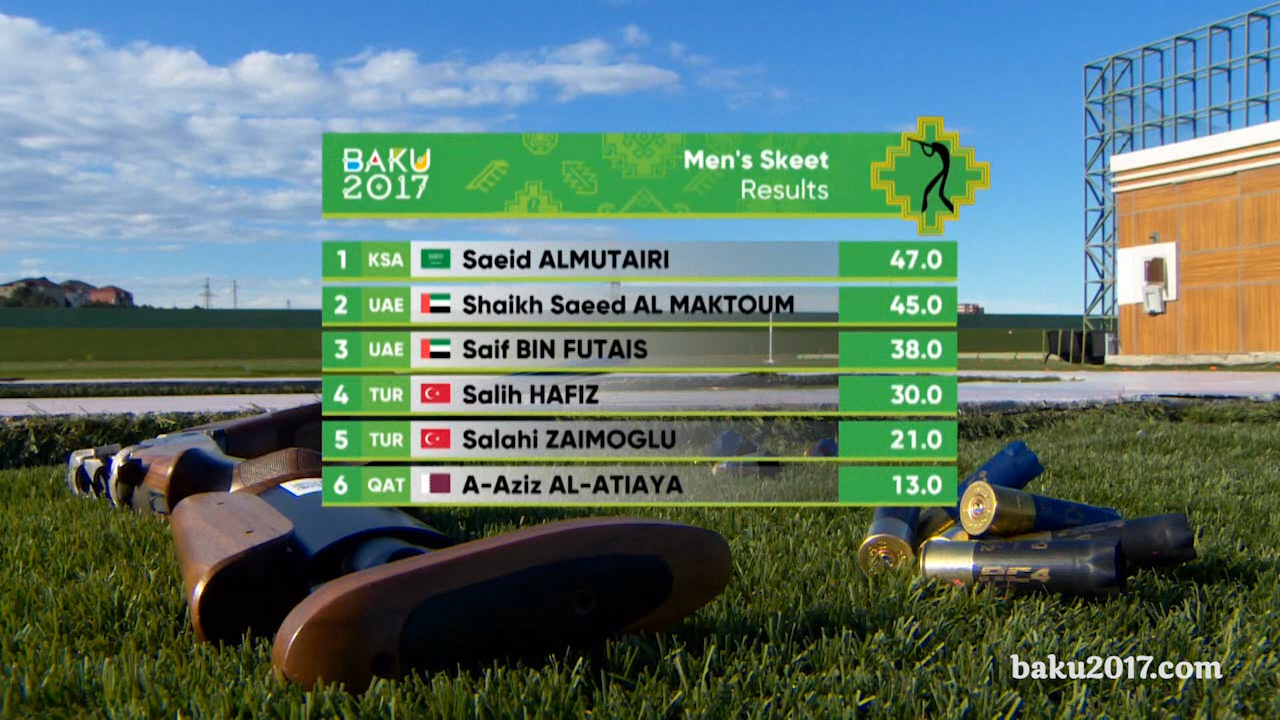 BAKU
2017
Men's Skeet
Results
1 KSA Saeid ALMUTAIRI 47.0
2 UAE Shaikh Saeed AL MAKTOUM 45.0
3 UAE Saif BIN FUTAIS 38.0
4 TUR Salih HAFIZ 30.0
5 TUR Salahi ZAIMOGLU 21.0
6 QAT A-Aziz AL-ATIAYA 13.0
baku2017.com